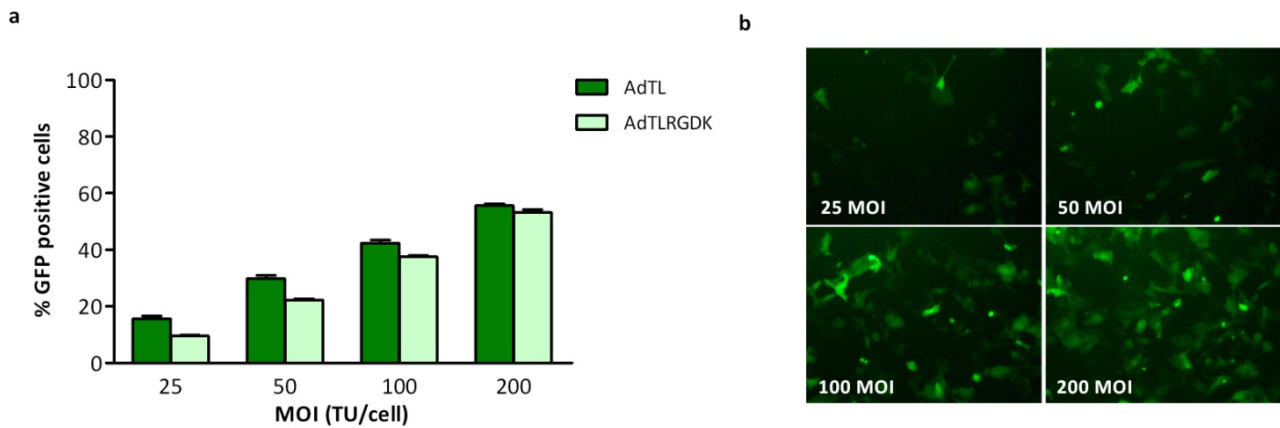 a
100
80
60
40
20
0
% GFP positive cells
25 50 100 200
MOI (TU/cell)
AdTL
AdTLRGDK
b
25 MOI
50 MOI
100 MOI
200 MOI